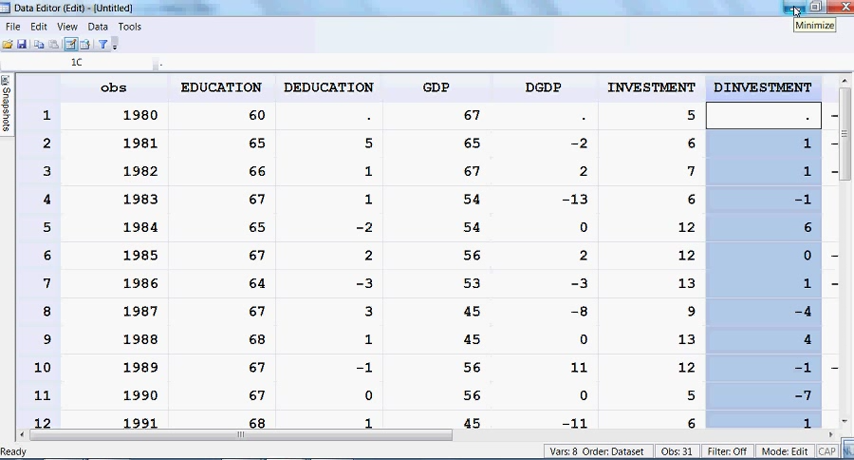 Data Editor (Edit) - [Untitled]
Minimize
File Edit View Data Tools
1C .
Snapshots
obs EDUCATION DEDUCATION GDP DGDP INVESTMENT DINVESTMENT
1 1980 60 . 67 . 5 .
2 1981 65 5 65 -2 6 1
3 1982 66 1 67 2 7 1
4 1983 67 1 54 -13 6 -1
5 1984 65 -2 54 0 12 6
6 1985 67 2 56 2 12 0
7 1986 64 -3 53 -3 13 1
8 1987 67 3 45 -8 9 -4
9 1988 68 1 45 0 13 4
10 1989 67 -1 56 11 12 -1
11 1990 67 0 56 0 5 -7
12 1991 68 1 45 -11 6 1
Ready Vars: 8 Order: Dataset Obs: 31 Filter: Off Mode: Edit CAP